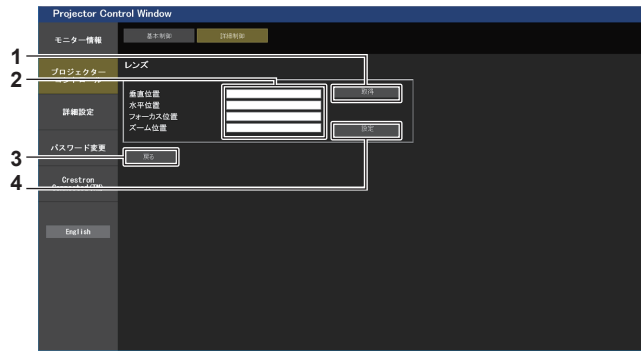 Projector Control Window
モニター情報
基本制御
詳細制御
1
プロジェクター
レンズ
2
取得
垂直位置
水平位置
フォーカス位置
ズーム位置
詳細設定
設定
パスワード変更
3
戻る
4
Crestron
Connected(TM)
English